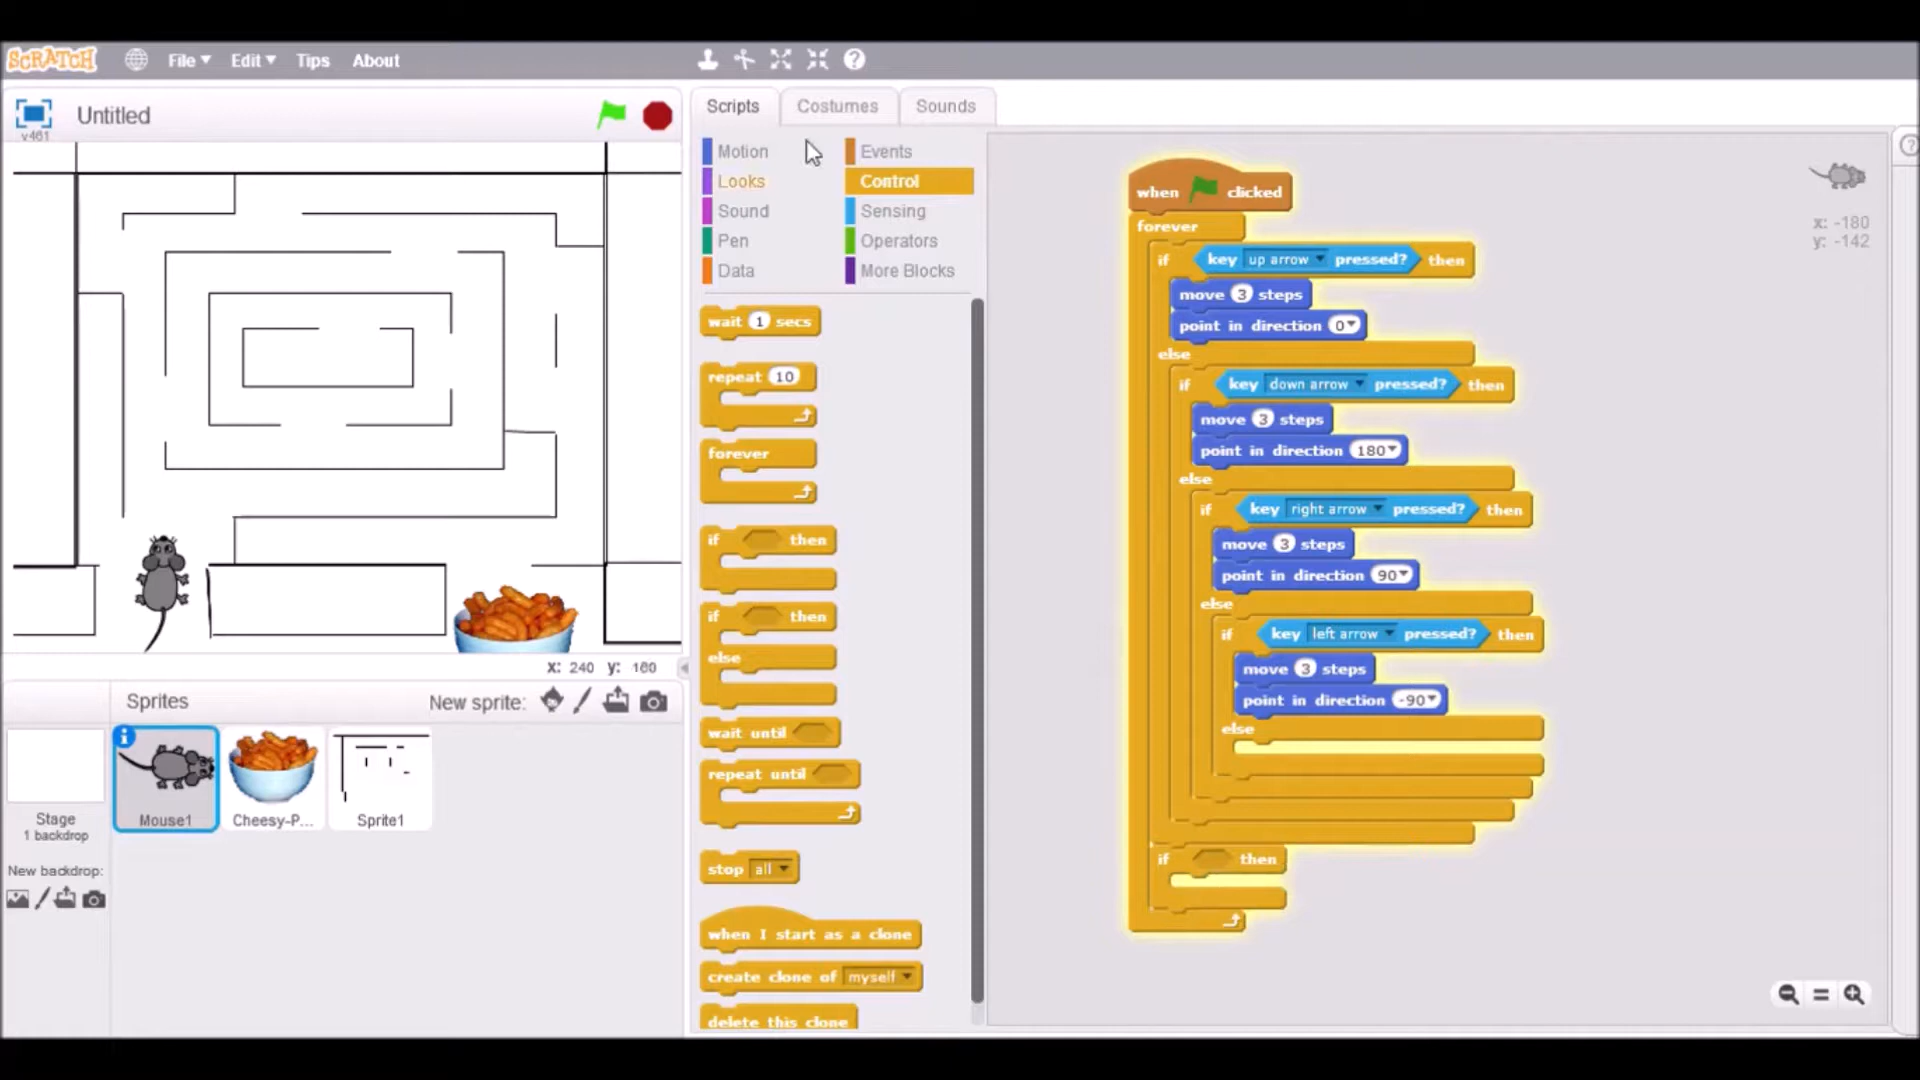 SCRATCH File Edit Tips About
Untitled
v461
Scripts Costumes Sounds
Motion Events
Looks Control
Sound Sensing
Pen Operators
Data More Blocks
wait 1 secs
repeat 10
forever
if then
if then
else
wait until
repeat until
stop all
when I start as a clone
create clone of myself
delete this clone
when clicked
forever
if key up arrow pressed? then
move 3 steps
point in direction 0
else
if key down arrow pressed? then
move 3 steps
point in direction 180
else
if key right arrow pressed? then
move 3 steps
point in direction 90
else
if key left arrow pressed? then
move 3 steps
point in direction -90
else
if then
x: -180
y: -142
x: 240 y: 160
Sprites New sprite:
Stage
1 backdrop
New backdrop:
Mouse1
Cheesy-P...
Sprite1